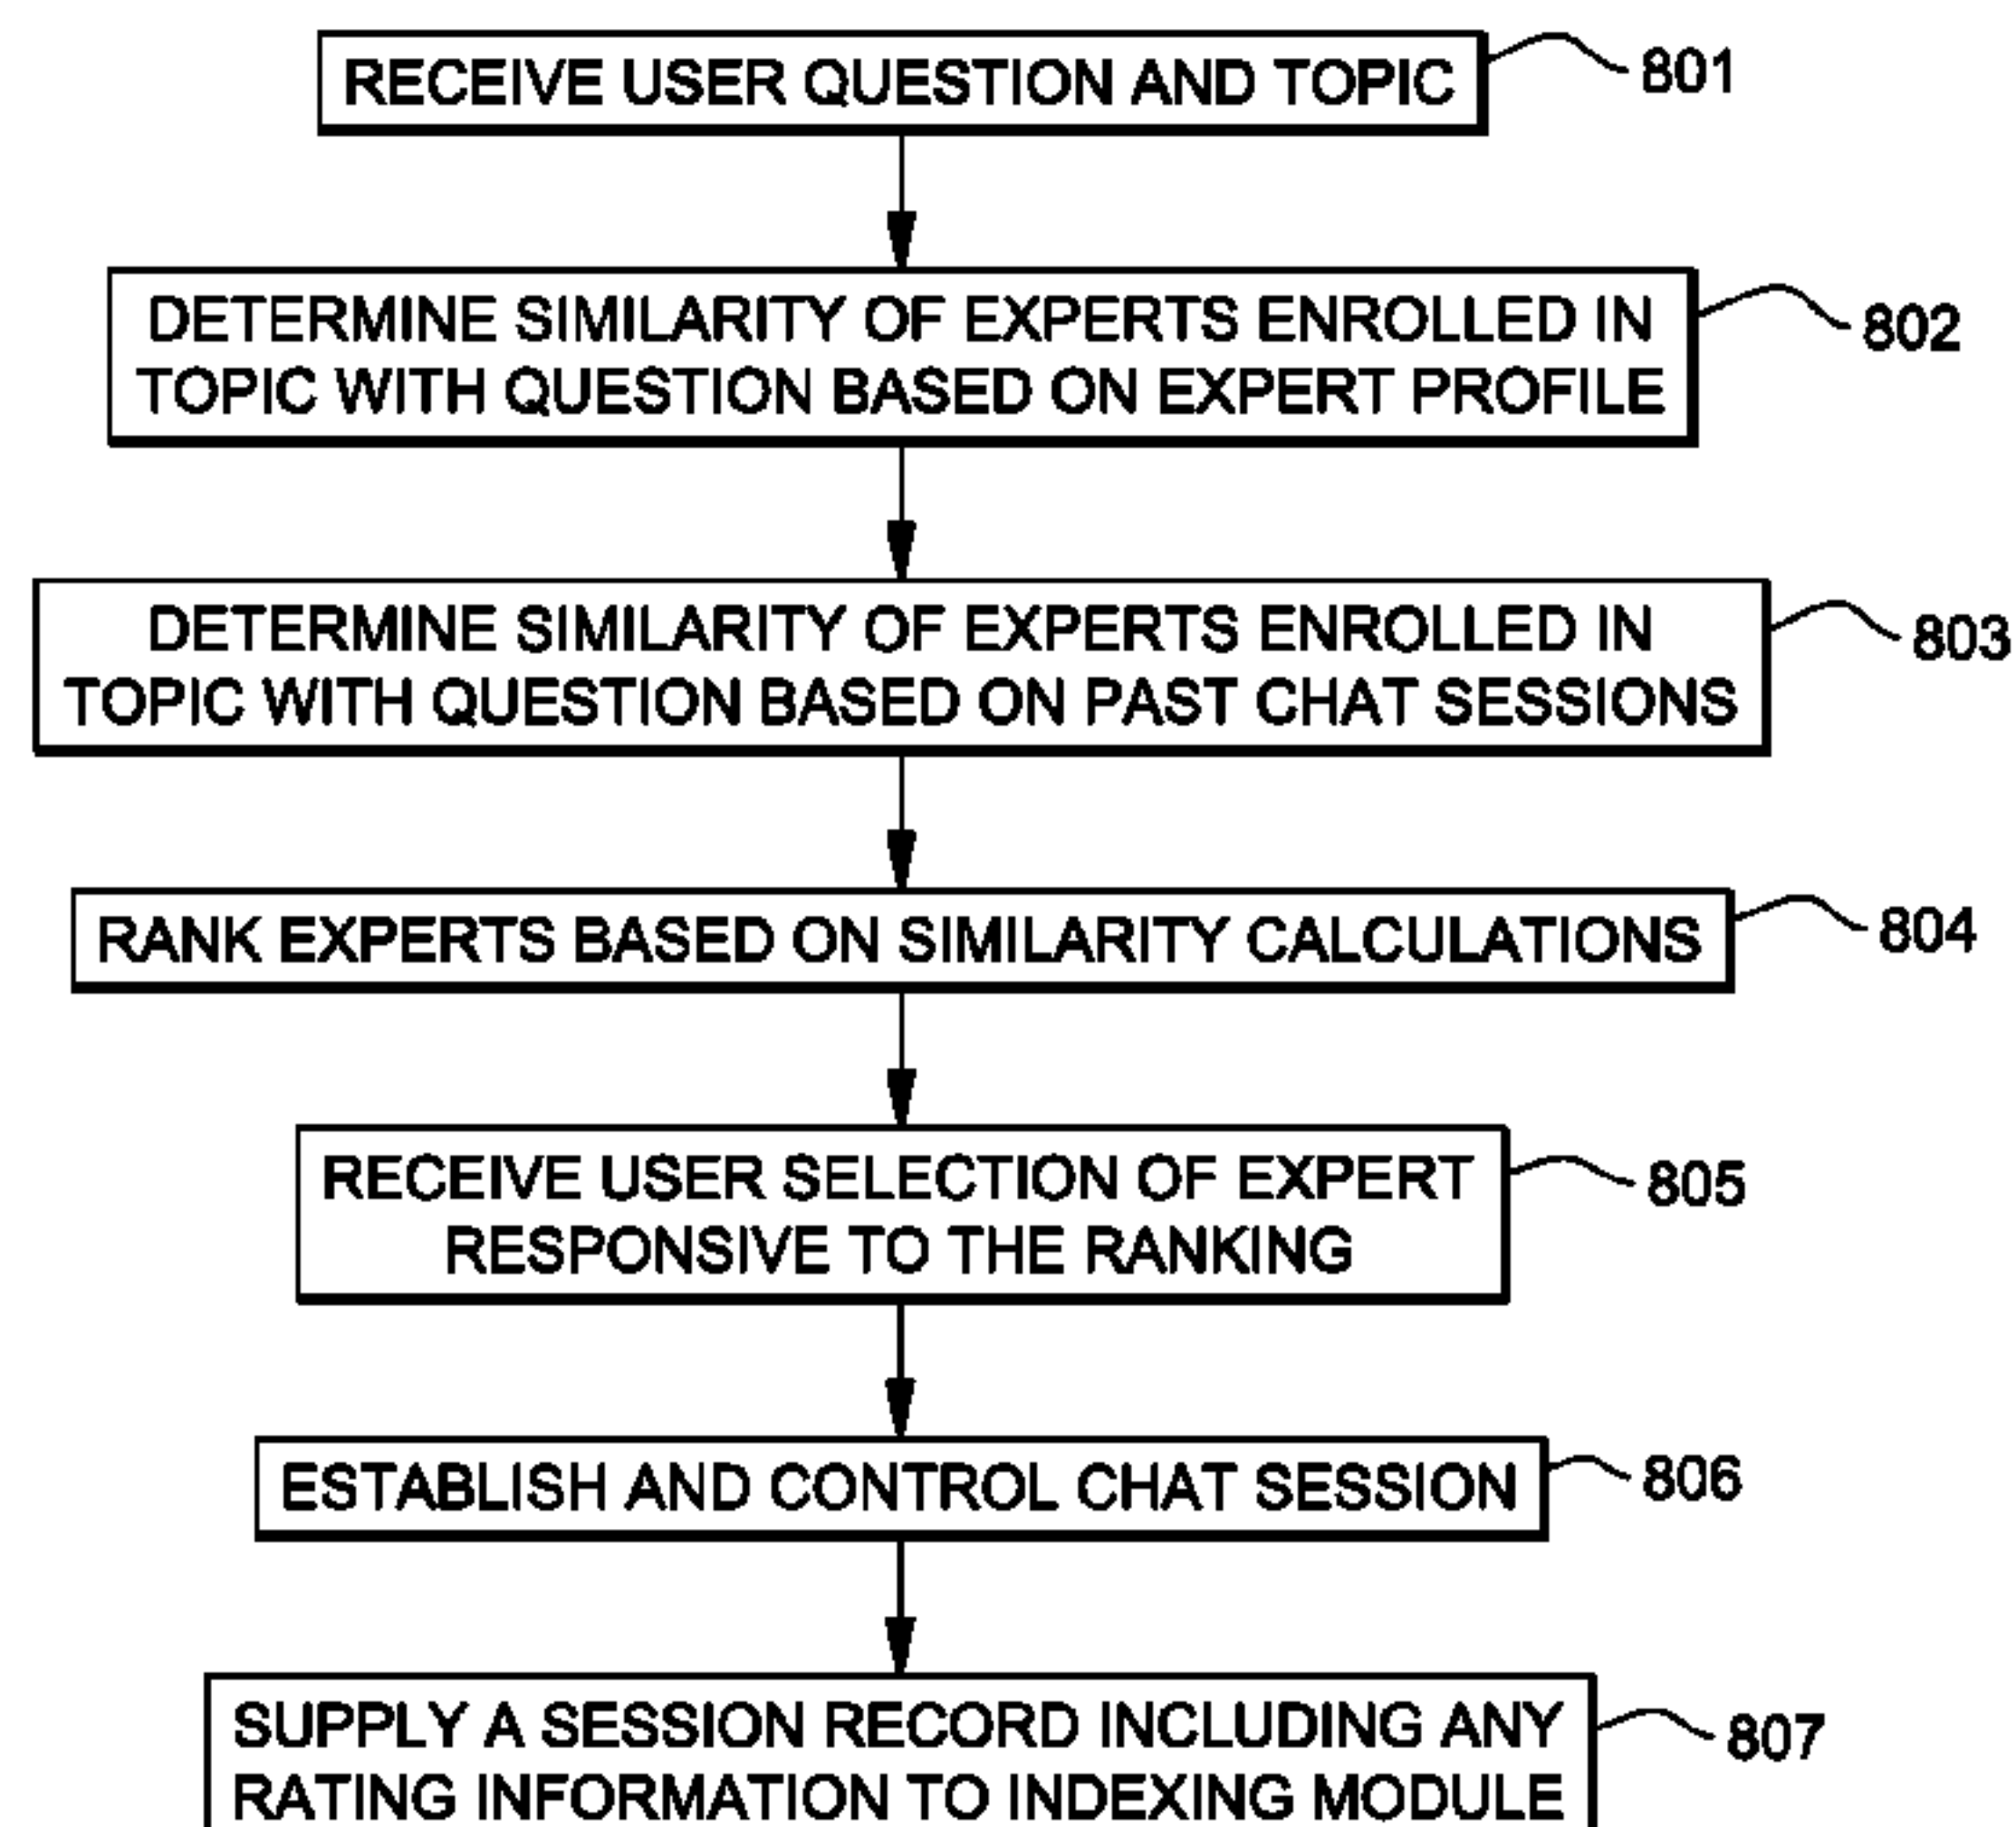 RECEIVE USER QUESTION AND TOPIC
801
DETERMINE SIMILARITY OF EXPERTS ENROLLED IN
TOPIC WITH QUESTION BASED ON EXPERT PROFILE
802
DETERMINE SIMILARITY OF EXPERTS ENROLLED IN
TOPIC WITH QUESTION BASED ON PAST CHAT SESSIONS
803
RANK EXPERTS BASED ON SIMILARITY CALCULATIONS
804
RECEIVE USER SELECTION OF EXPERT
RESPONSIVE TO THE RANKING
805
ESTABLISH AND CONTROL CHAT SESSION
806
SUPPLY A SESSION RECORD INCLUDING ANY
RATING INFORMATION TO INDEXING MODULE
807